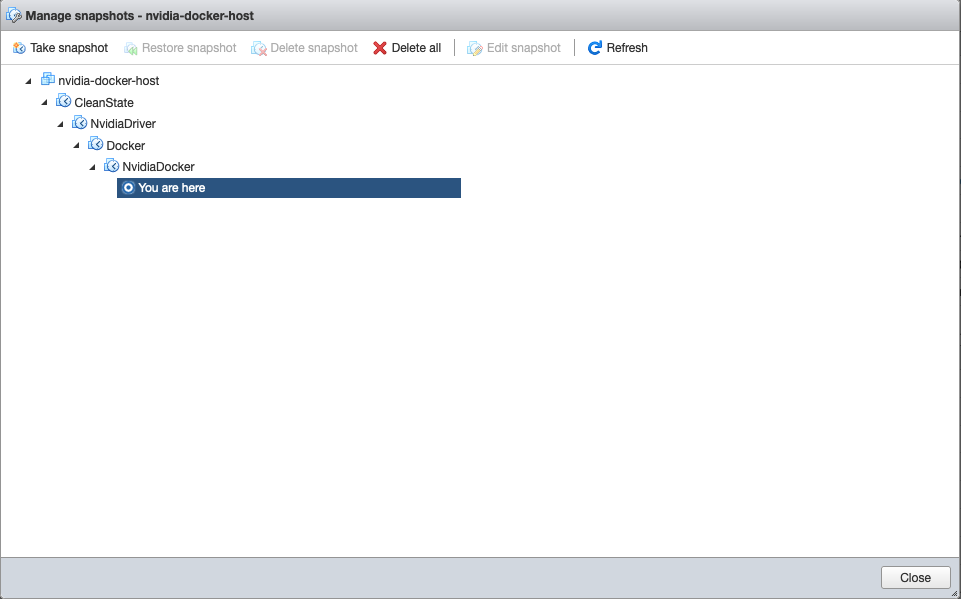 Manage snapshots - nvidia-docker-host
Take snapshot Restore snapshot Delete snapshot Delete all Edit snapshot Refresh
nvidia-docker-host
CleanState
NvidiaDriver
Docker
NvidiaDocker
You are here
Close